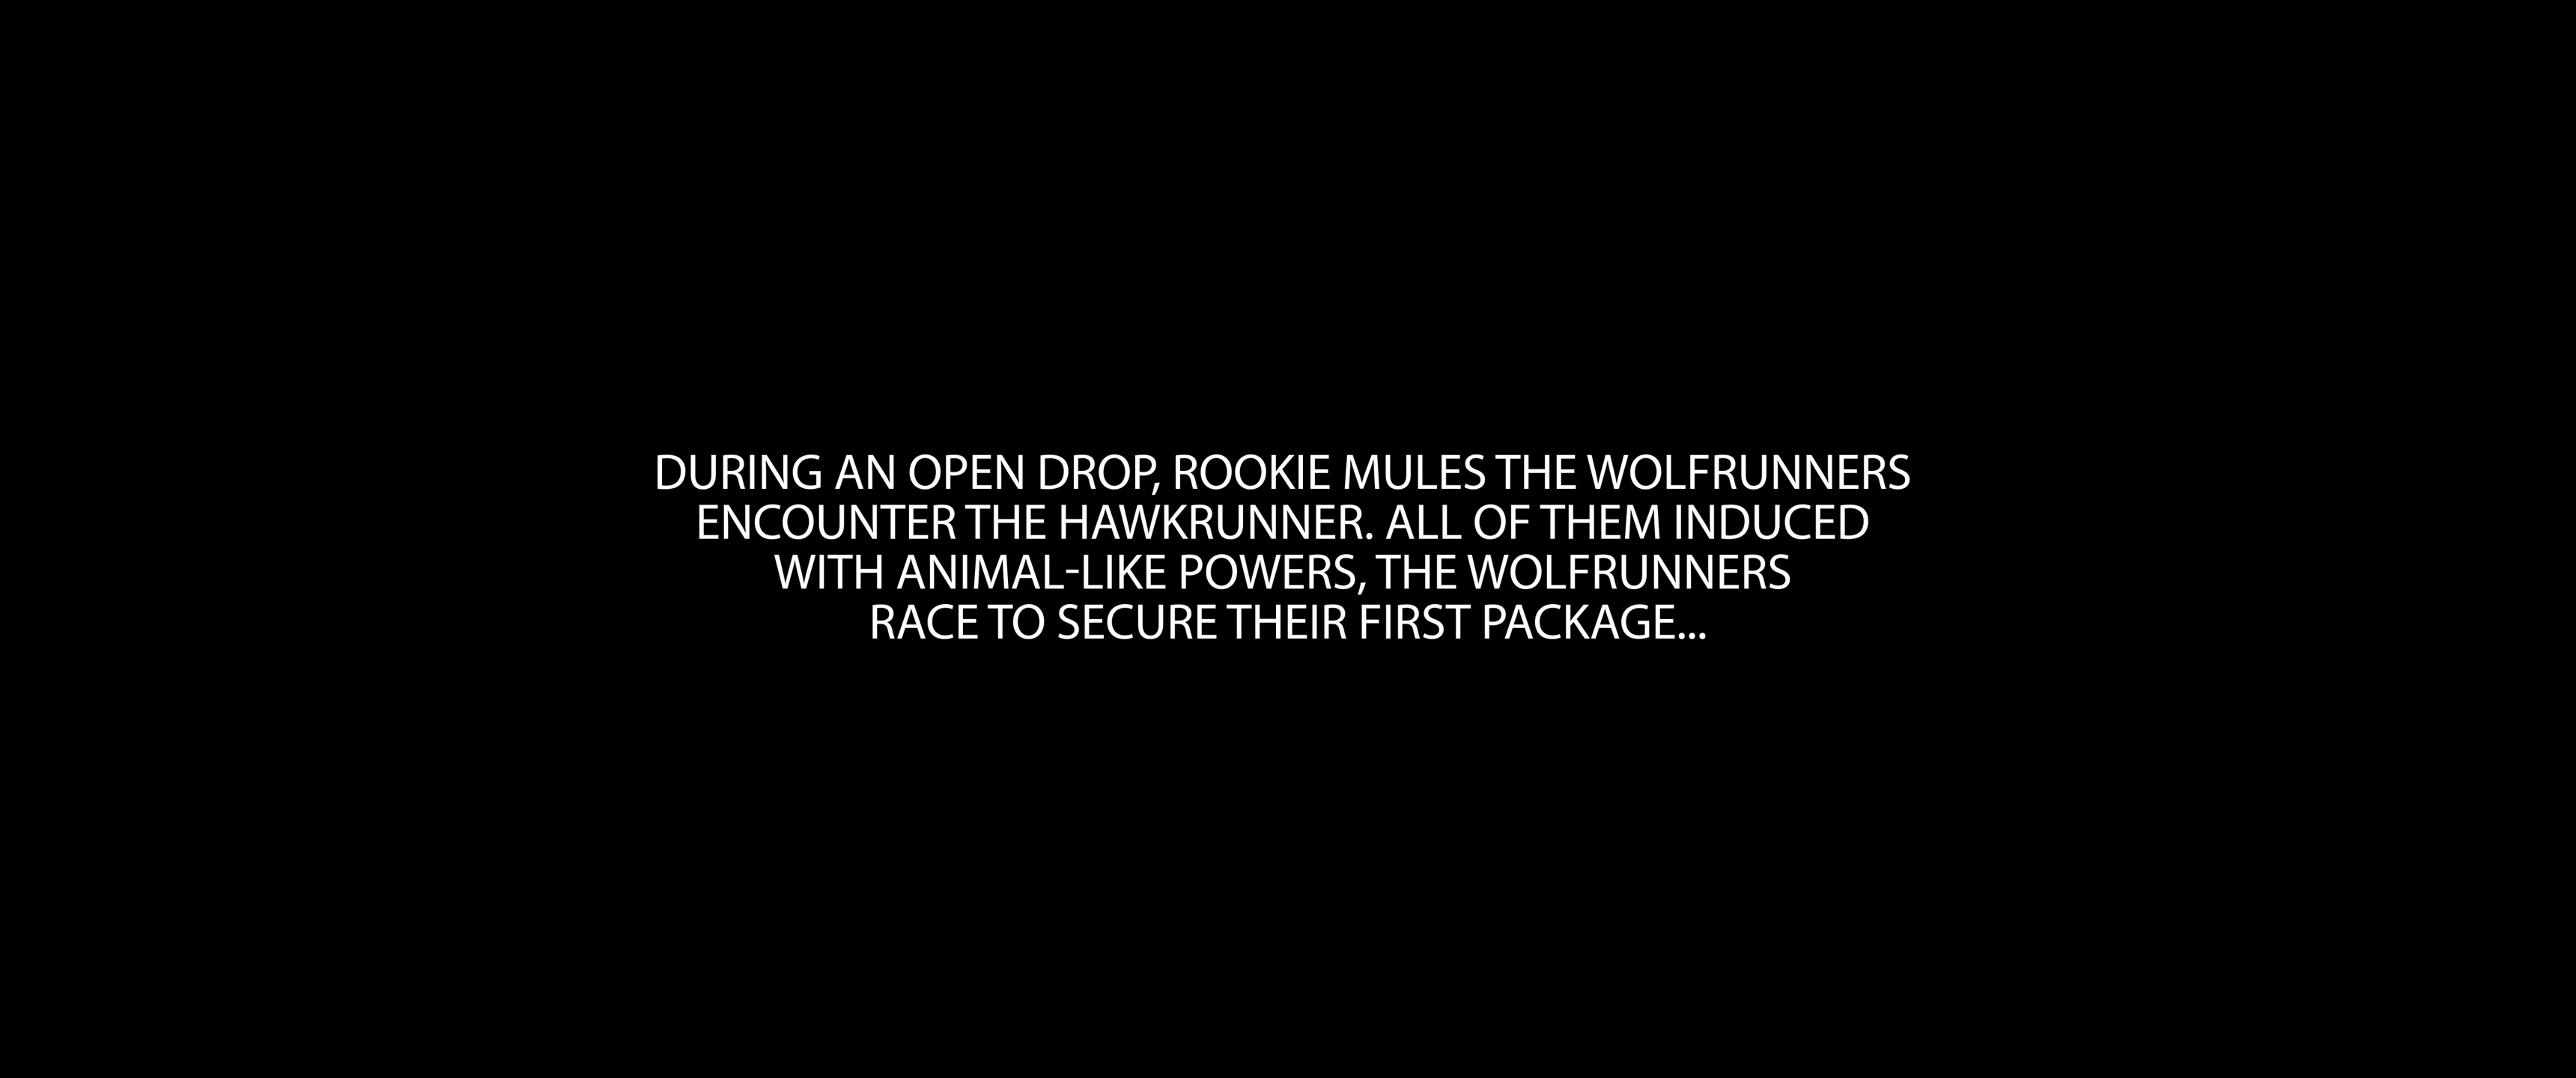 DURING AN OPEN DROP, ROOKIE MULES THE WOLFRUNNERS
ENCOUNTER THE HAWKRUNNER. ALL OF THEM INDUCED
WITH ANIMAL-LIKE POWERS, THE WOLFRUNNERS
RACE TO SECURE THEIR FIRST PACKAGE...